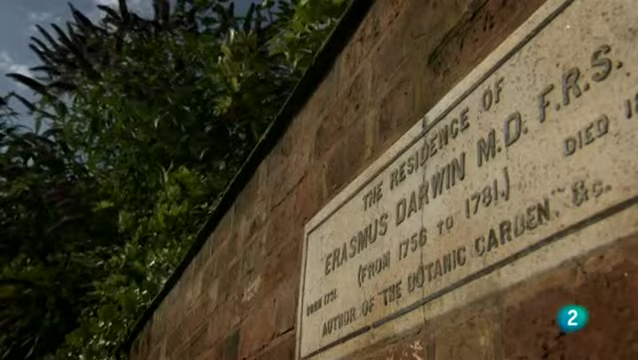 THE RESIDENCE OF
ERASMUS DARWIN M.D. F.R.S.
BORN 1731. (FROM 1756 TO 1781.) DIED
AUTHOR OF "THE BOTANIC GARDEN," &c.
2